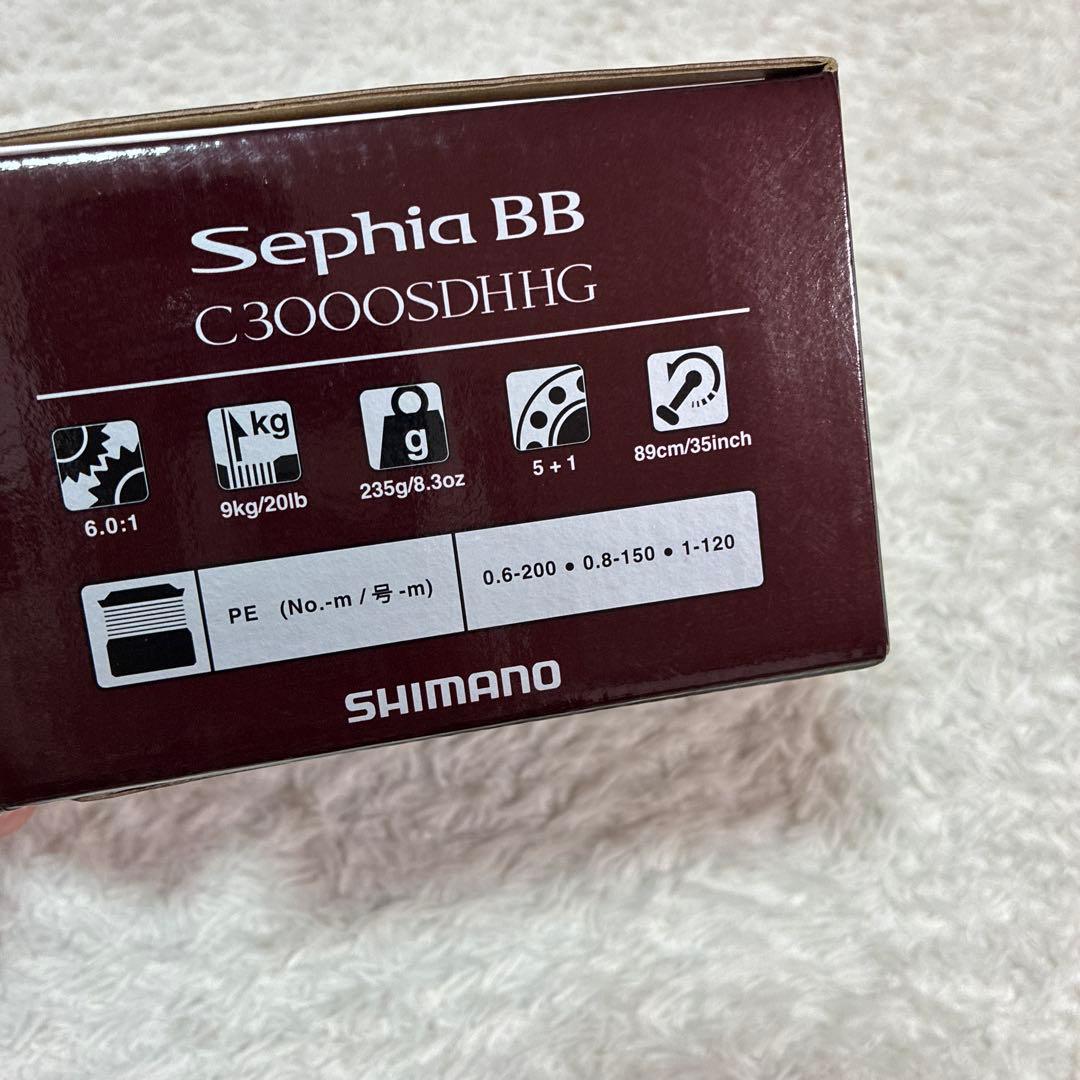 Sephia BB
C3000SDHHG
kg
g
6.0:1
9kg/20lb
235g/8.3oz
5+1
89cm/35inch
PE (No.-m / 号 -m)
0.6-200 • 0.8-150 • 1-120
SHIMANO